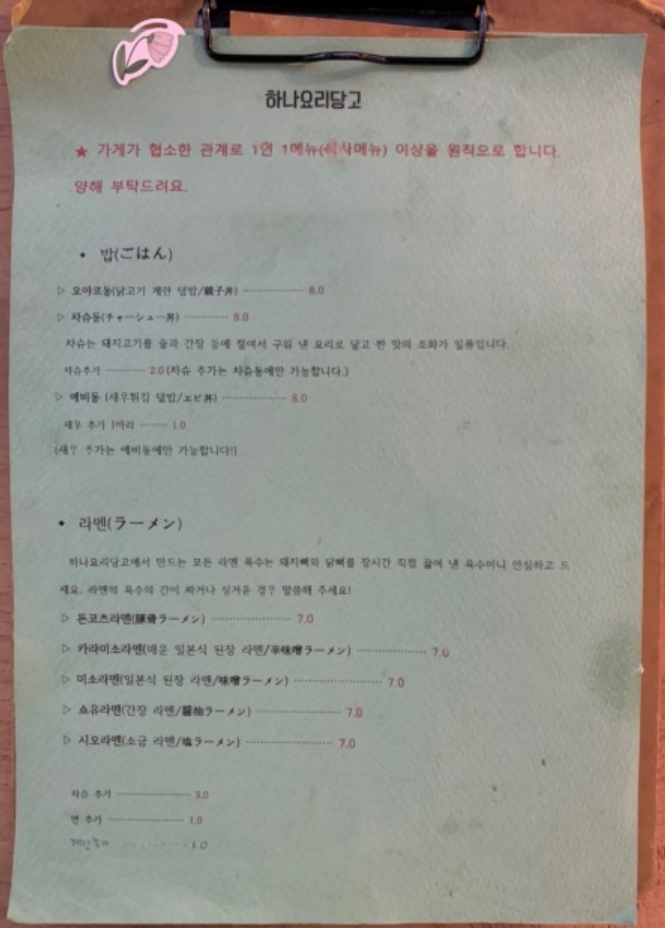 하나요리당고
★ 가게가 협소한 관계로 1인 1메뉴(식사메뉴) 이상을 원칙으로 합니다.
양해 부탁드려요.
• 밥(ごはん)
▷ 오야코동(닭고기 계란 덮밥/親子丼) ·················· 8.0
▷ 차슈동(チャーシュー丼) ············· 8.0
차슈는 돼지고기를 술과 간장 등에 절여서 구워 낸 요리로 달고 짠 맛의 조화가 일품입니다.
차슈추가 ············ 2.0 (차슈 추가는 차슈동에만 가능합니다.)
▷ 에비동 (새우튀김 덮밥/エビ丼) ··················· 8.0
새우 추가 1마리 ········ 1.0
(새우 추가는 에비동에만 가능합니다!)
• 라멘(ラーメン)
하나요리당고에서 만드는 모든 라멘 육수는 돼지뼈와 닭뼈를 장시간 직접 끓여 낸 육수이니 안심하고 드
세요. 라멘의 육수의 간이 짜거나 싱거운 경우 말씀해 주세요!
▷ 돈코츠라멘(豚骨ラーメン) ······················· 7.0
▷ 카라미소라멘(매운 일본식 된장 라멘/辛味噌ラーメン) ···················· 7.0
▷ 미소라멘(일본식 된장 라멘/味噌ラーメン) ························ 7.0
▷ 쇼유라멘(간장 라멘/醤油ラーメン) ······················· 7.0
▷ 시오라멘(소금 라멘/塩ラーメン) ························ 7.0
차슈 추가 ······················ 3.0
면 추가 ······················· 1.0
계란추가 ·········· 1.0